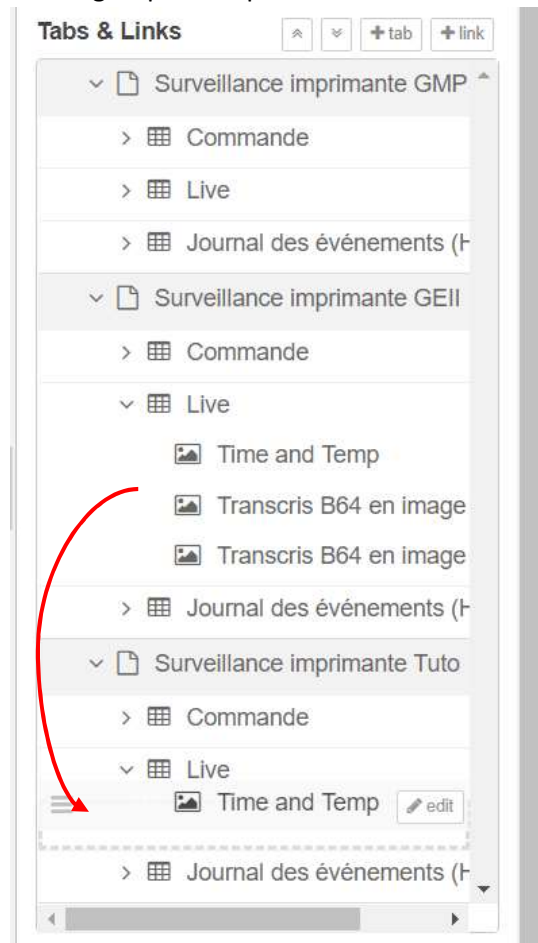 Tabs & Links + tab + link
Surveillance imprimante GMP
Commande
Live
Journal des événements (H
Surveillance imprimante GEII
Commande
Live
Time and Temp
Transcris B64 en image
Transcris B64 en image
Journal des événements (H
Surveillance imprimante Tuto
Commande
Live
Time and Temp edit
Journal des événements (H